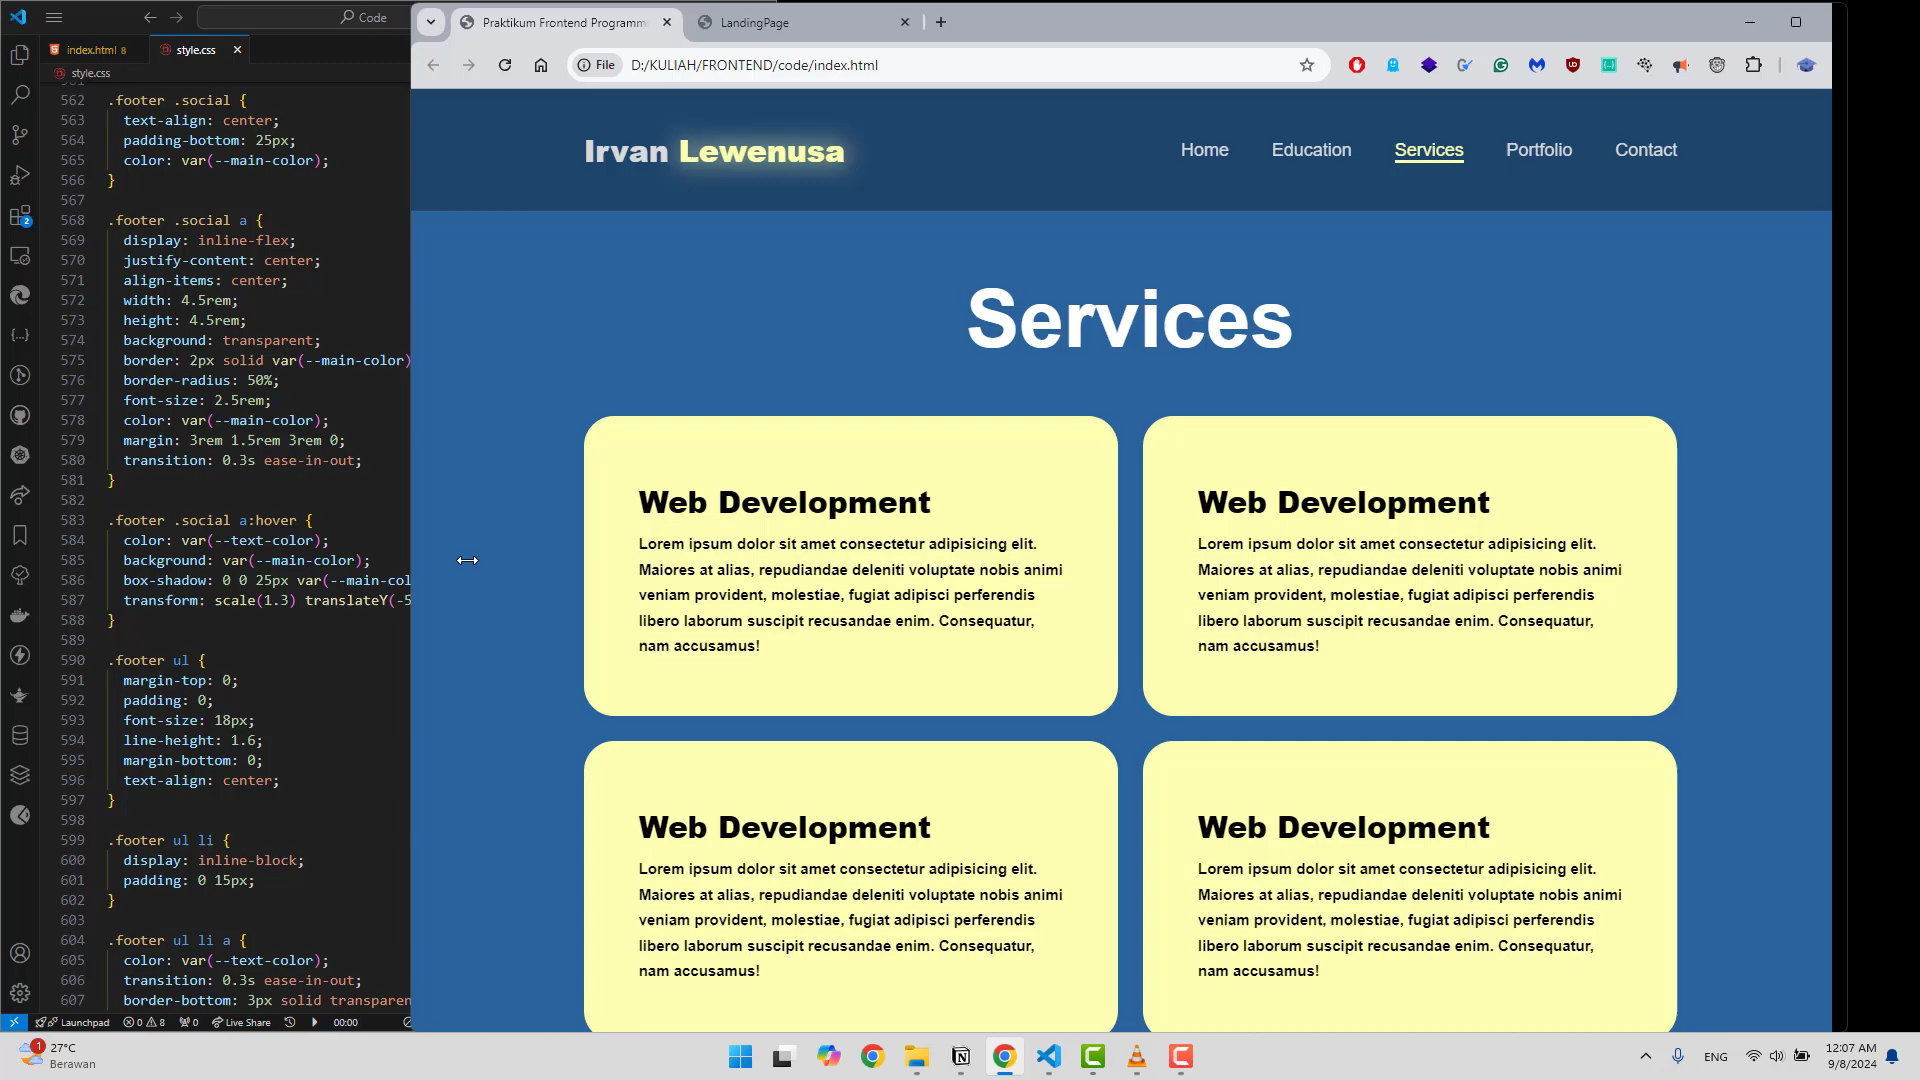 Code
index.html 8
style.css
style.css
562 .footer .social {
563 text-align: center;
564 padding-bottom: 25px;
565 color: var(--main-color);
566 }
567
568 .footer .social a {
569 display: inline-flex;
570 justify-content: center;
571 align-items: center;
572 width: 4.5rem;
573 height: 4.5rem;
574 background: transparent;
575 border: 2px solid var(--main-color)
576 border-radius: 50%;
577 font-size: 2.5rem;
578 color: var(--main-color);
579 margin: 3rem 1.5rem 3rem 0;
580 transition: 0.3s ease-in-out;
581 }
582
583 .footer .social a:hover {
584 color: var(--text-color);
585 background: var(--main-color);
586 box-shadow: 0 0 25px var(--main-col
587 transform: scale(1.3) translateY(-5
588 }
589
590 .footer ul {
591 margin-top: 0;
592 padding: 0;
593 font-size: 18px;
594 line-height: 1.6;
595 margin-bottom: 0;
596 text-align: center;
597 }
598
599 .footer ul li {
600 display: inline-block;
601 padding: 0 15px;
602 }
603
604 .footer ul li a {
605 color: var(--text-color);
606 transition: 0.3s ease-in-out;
607 border-bottom: 3px solid transparen
2
Launchpad 0 8 0 Live Share 00:00
Praktikum Frontend Programm
LandingPage
File D:/KULIAH/FRONTEND/code/index.html
Irvan Lewenusa
Home Education Services Portfolio Contact
Services
Web Development
Lorem ipsum dolor sit amet consectetur adipisicing elit.
Maiores at alias, repudiandae deleniti voluptate nobis animi
veniam provident, molestiae, fugiat adipisci perferendis
libero laborum suscipit recusandae enim. Consequatur,
nam accusamus!
Web Development
Lorem ipsum dolor sit amet consectetur adipisicing elit.
Maiores at alias, repudiandae deleniti voluptate nobis animi
veniam provident, molestiae, fugiat adipisci perferendis
libero laborum suscipit recusandae enim. Consequatur,
nam accusamus!
Web Development
Lorem ipsum dolor sit amet consectetur adipisicing elit.
Maiores at alias, repudiandae deleniti voluptate nobis animi
veniam provident, molestiae, fugiat adipisci perferendis
libero laborum suscipit recusandae enim. Consequatur,
nam accusamus!
Web Development
Lorem ipsum dolor sit amet consectetur adipisicing elit.
Maiores at alias, repudiandae deleniti voluptate nobis animi
veniam provident, molestiae, fugiat adipisci perferendis
libero laborum suscipit recusandae enim. Consequatur,
nam accusamus!
1
27°C
Berawan
ENG
12:07 AM
9/8/2024